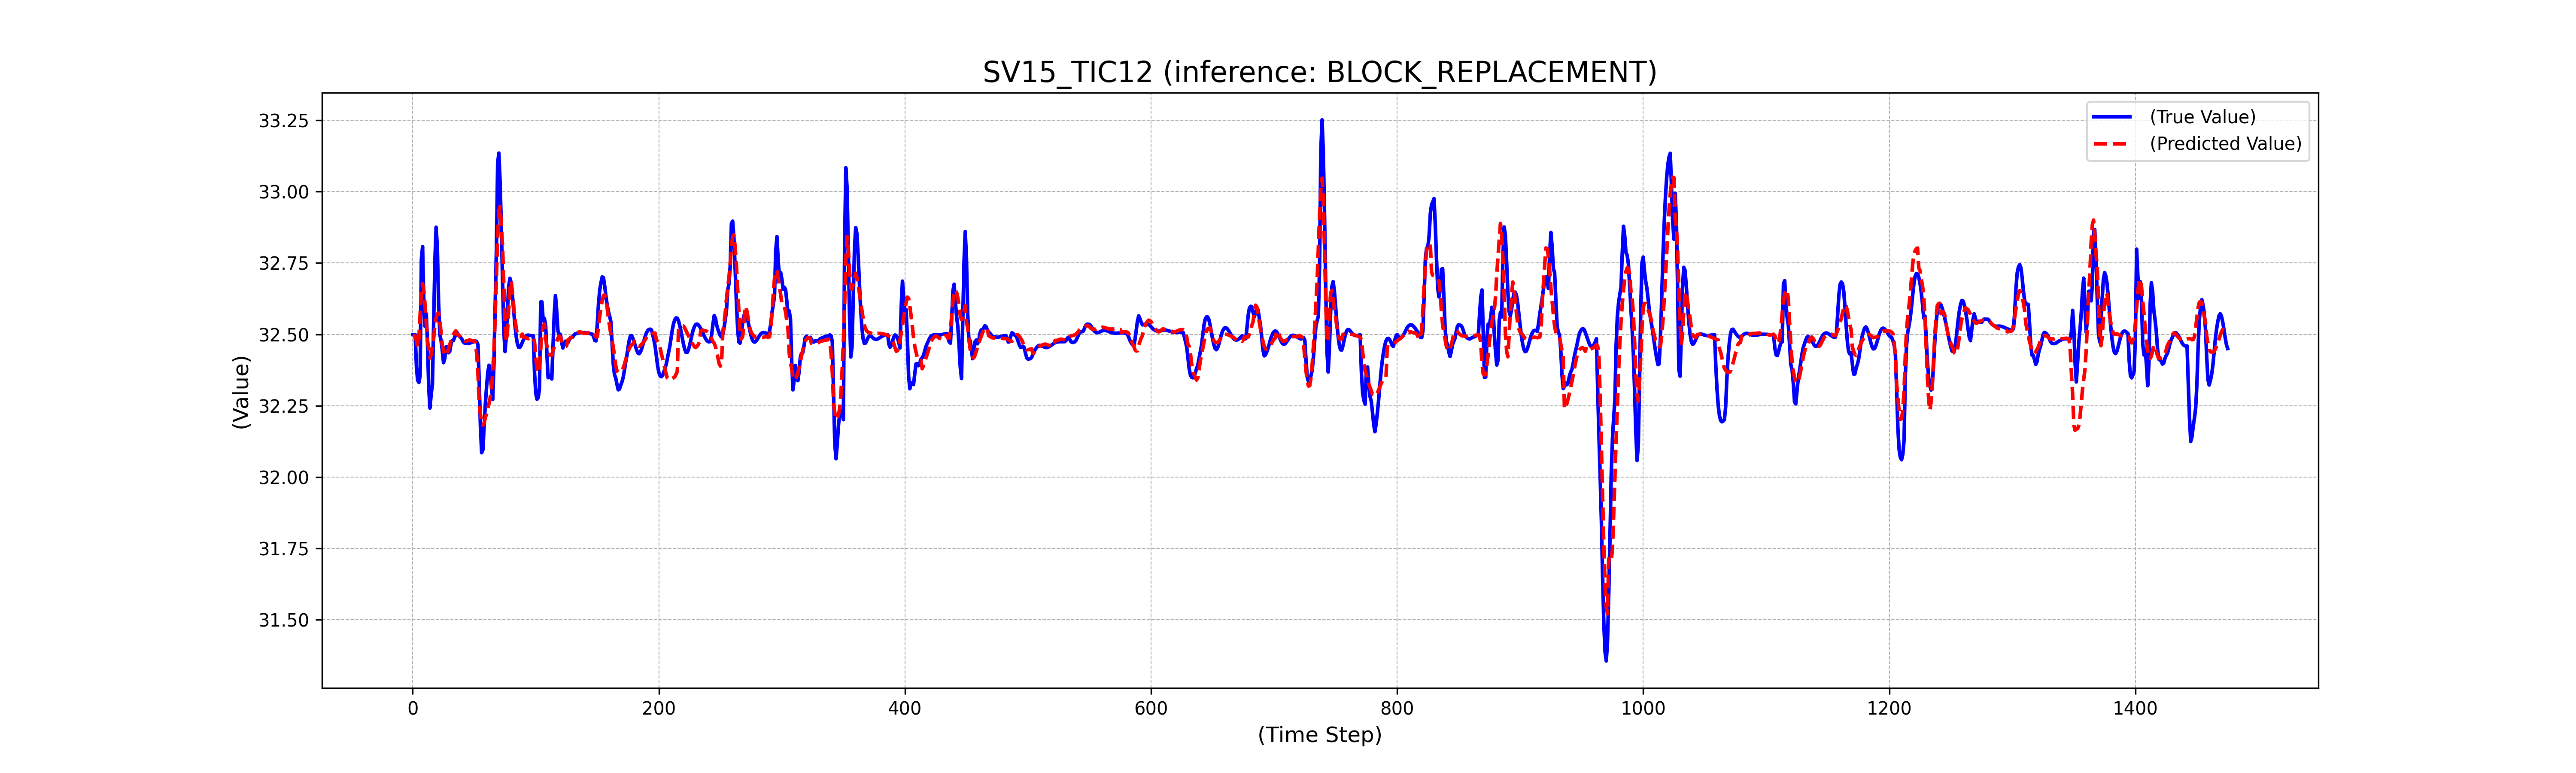 SV15_TIC12 (inference: BLOCK_REPLACEMENT)
(True Value)
(Predicted Value)
(Value)
33.25
33.00
32.75
32.50
32.25
32.00
31.75
31.50
0 200 400 600 800 1000 1200 1400
(Time Step)